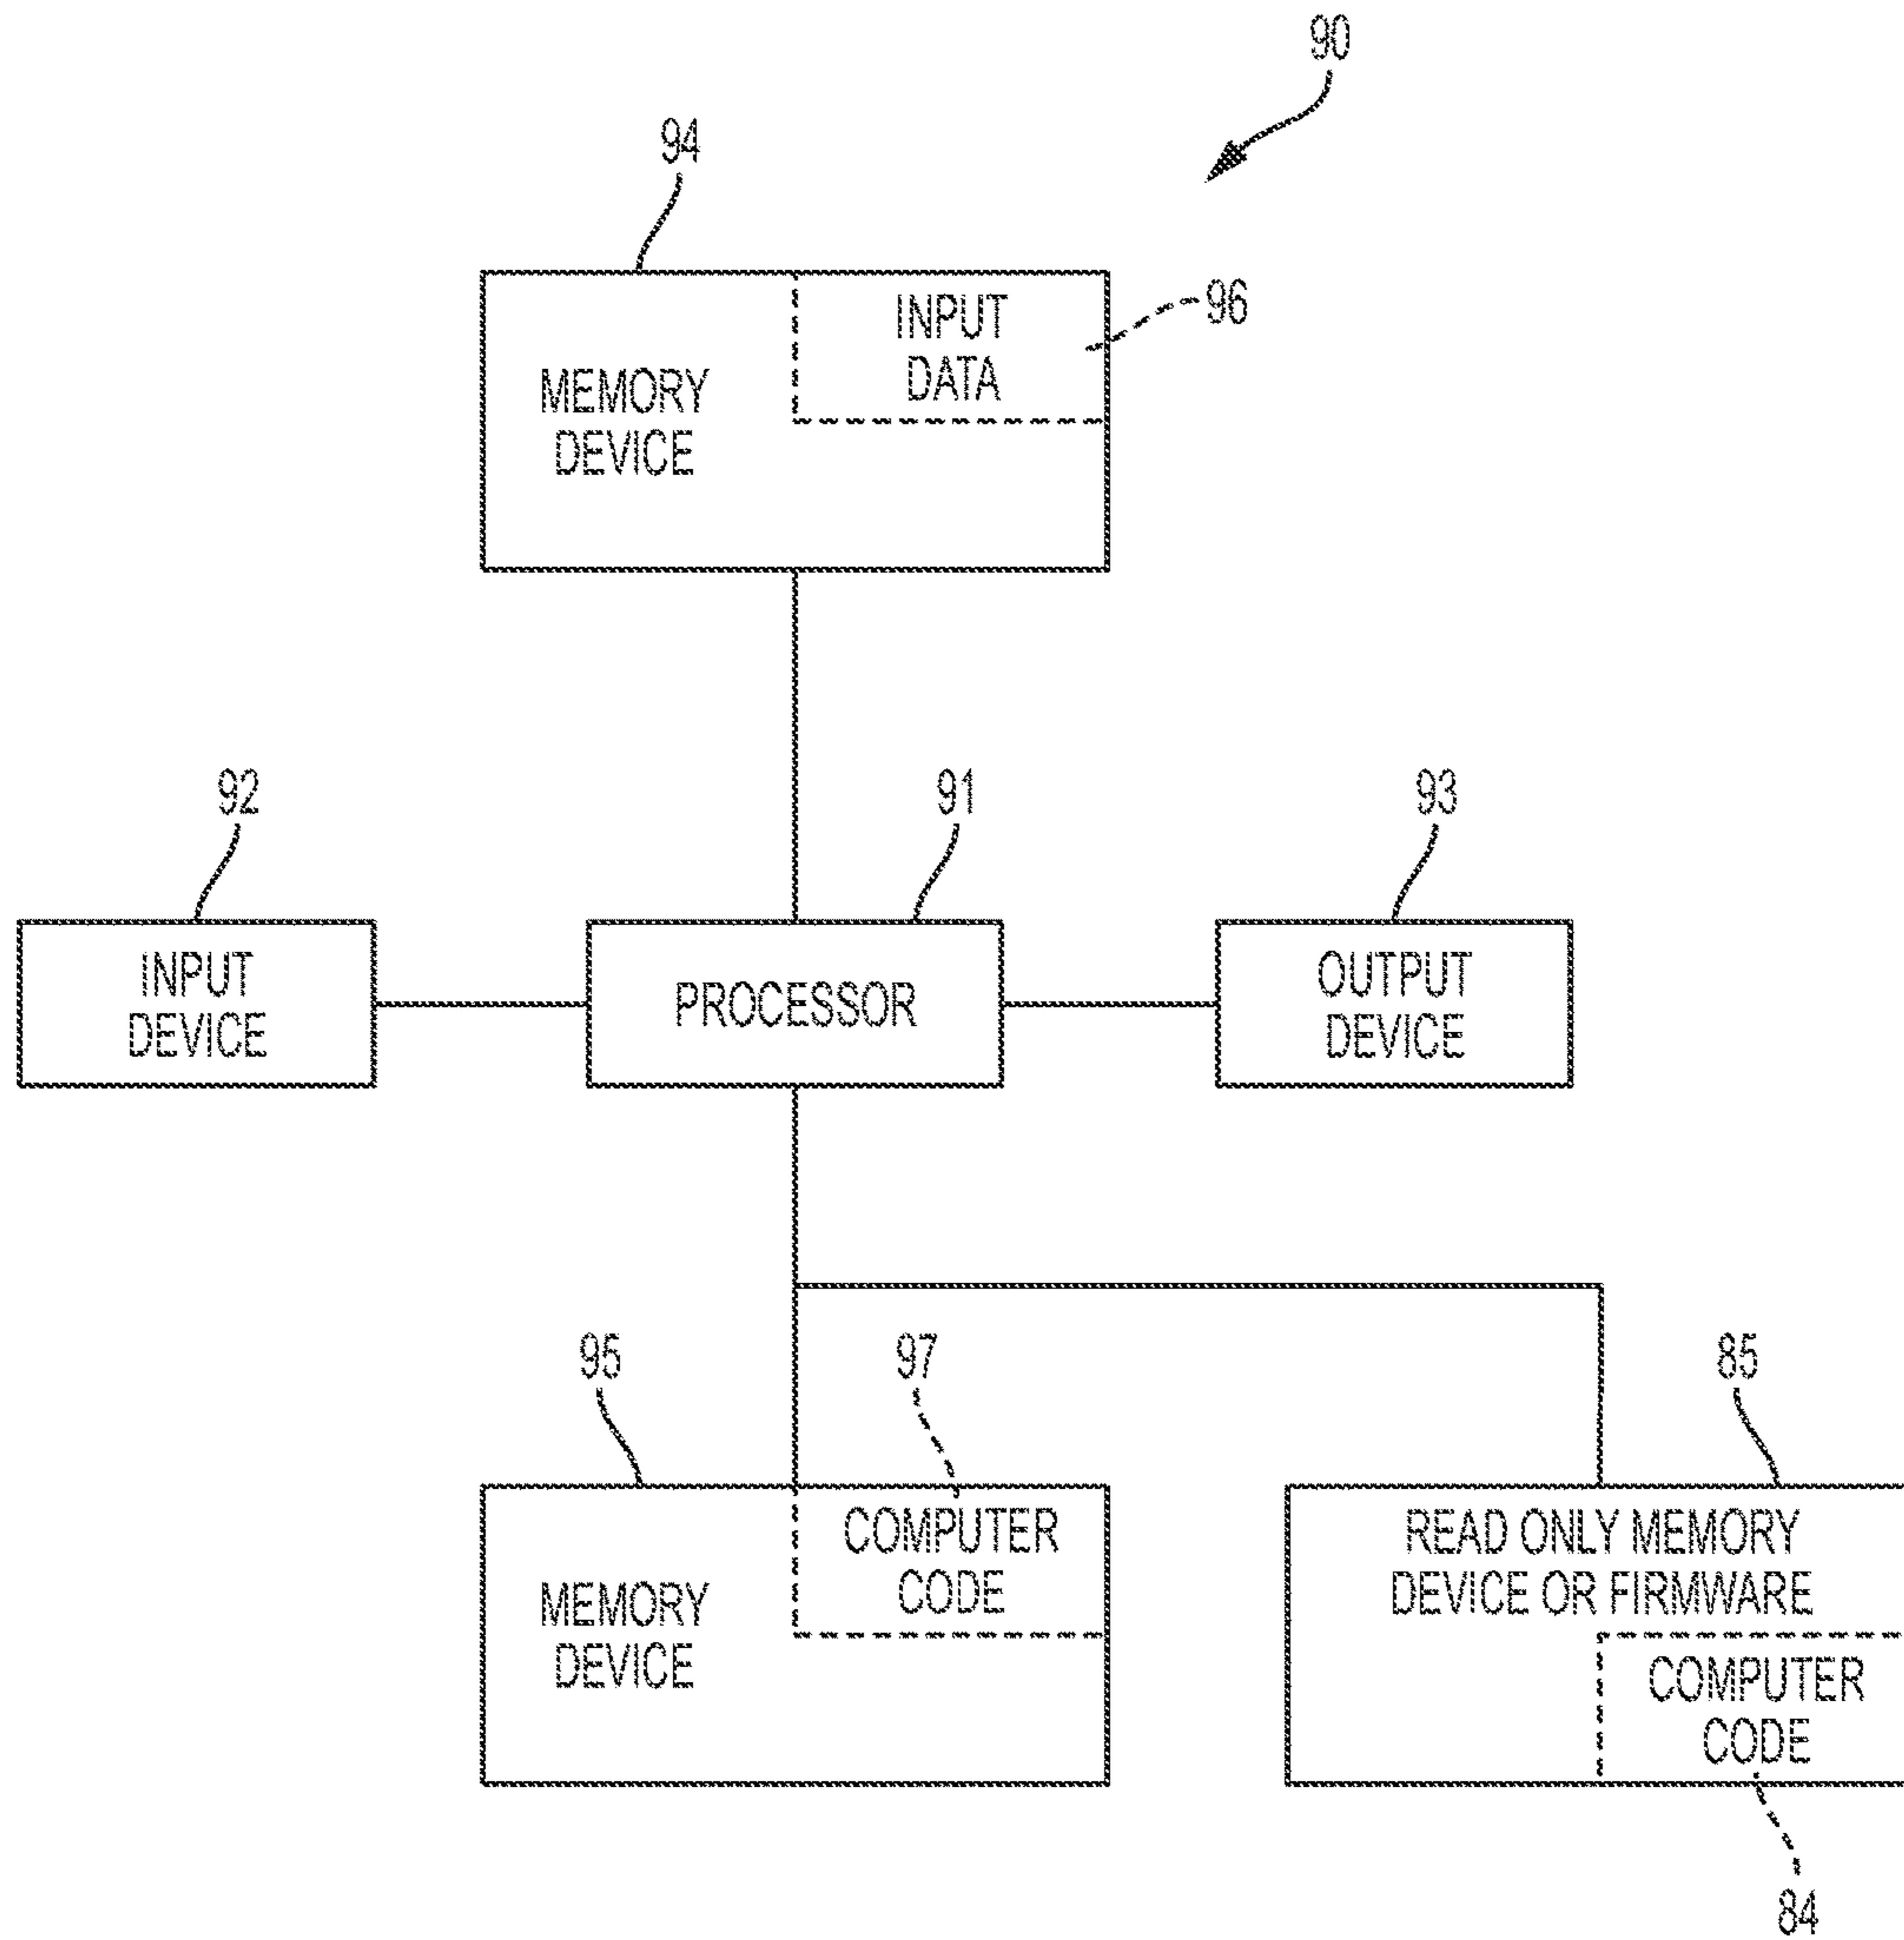 90
94
INPUT
DATA
96
MEMORY
DEVICE
92
91
93
INPUT
DEVICE
PROCESSOR
OUTPUT
DEVICE
95
97
85
COMPUTER
CODE
MEMORY
DEVICE
READ ONLY MEMORY
DEVICE OR FIRMWARE
COMPUTER
CODE
84